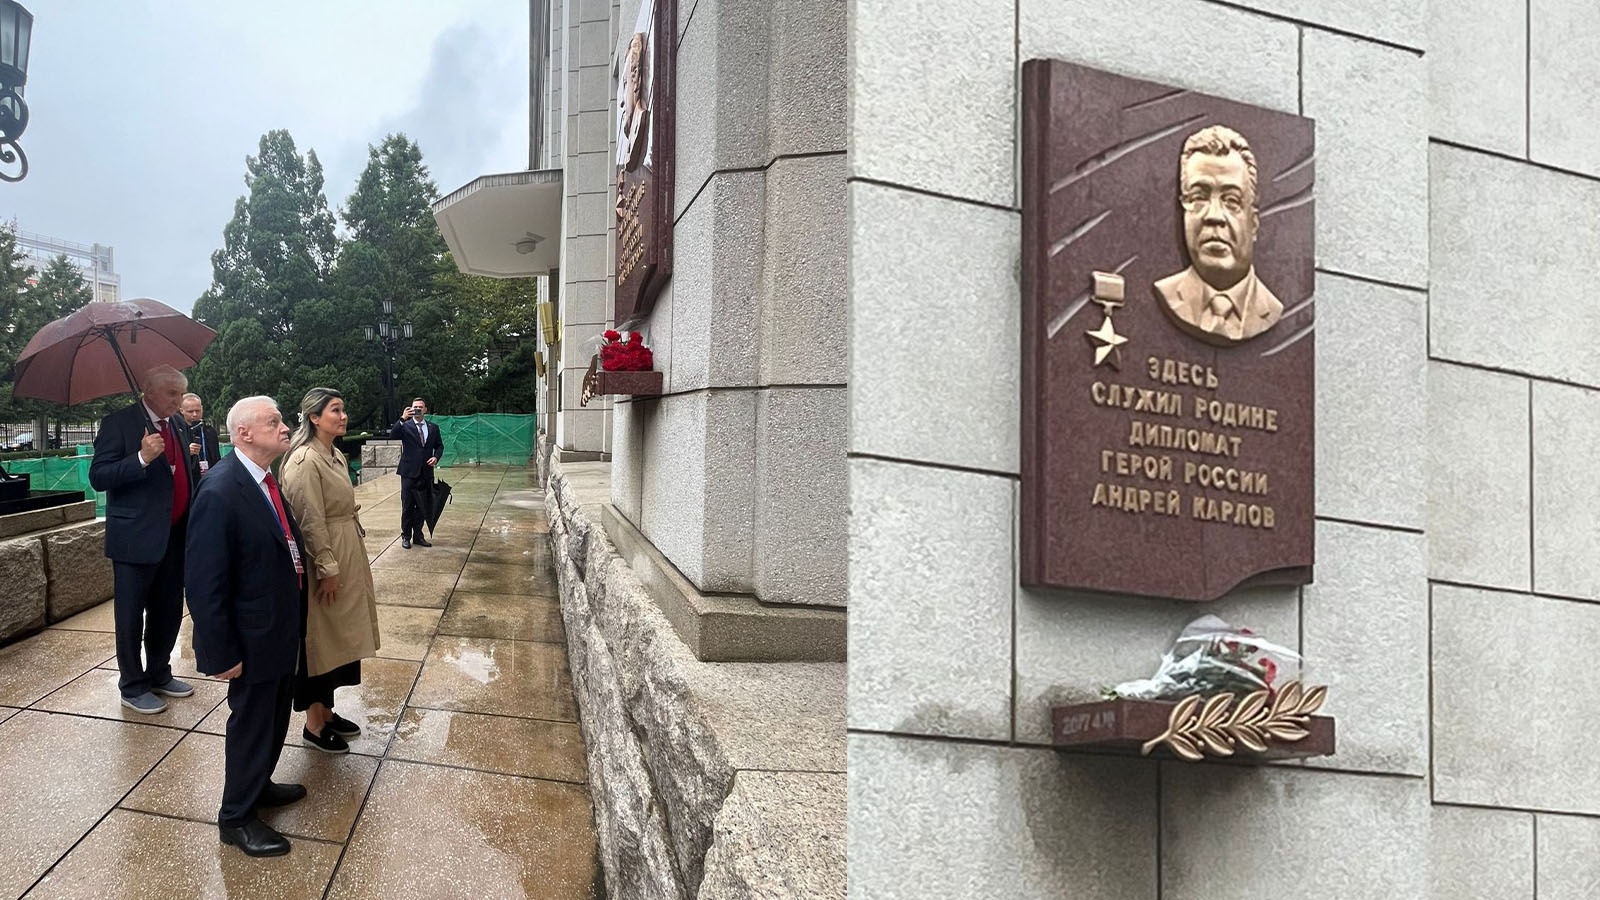 ЗДЕСЬ
СЛУЖИЛ РОДИНЕ
ДИПЛОМАТ
ГЕРОЙ РОССИИ
АНДРЕЙ КАРЛОВ